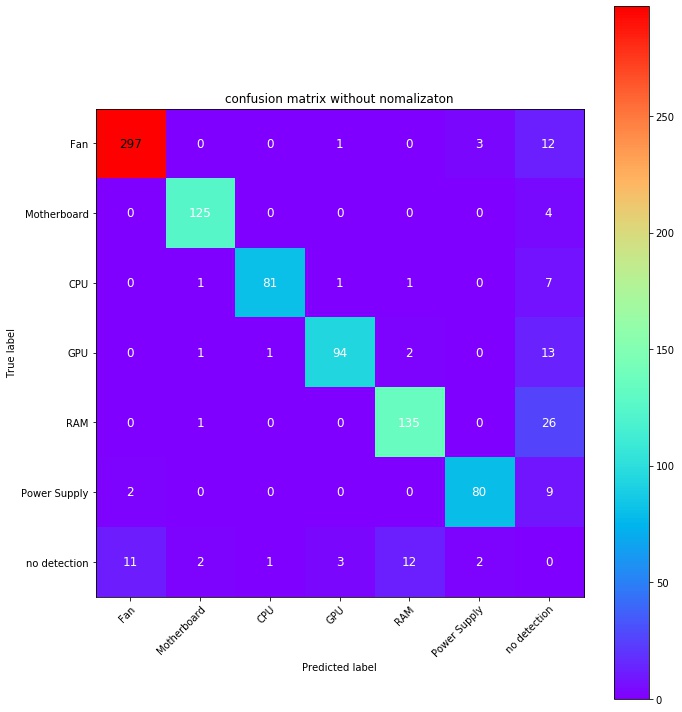 confusion matrix without nomalizaton
Fan 297 0 0 1 0 3 12
Motherboard 0 125 0 0 0 0 4
CPU 0 1 81 1 1 0 7
GPU 0 1 1 94 2 0 13
RAM 0 1 0 0 135 0 26
Power Supply 2 0 0 0 0 80 9
no detection 11 2 1 3 12 2 0
True label
Fan Motherboard CPU GPU RAM Power Supply no detection
Predicted label
250
200
150
100
50
0